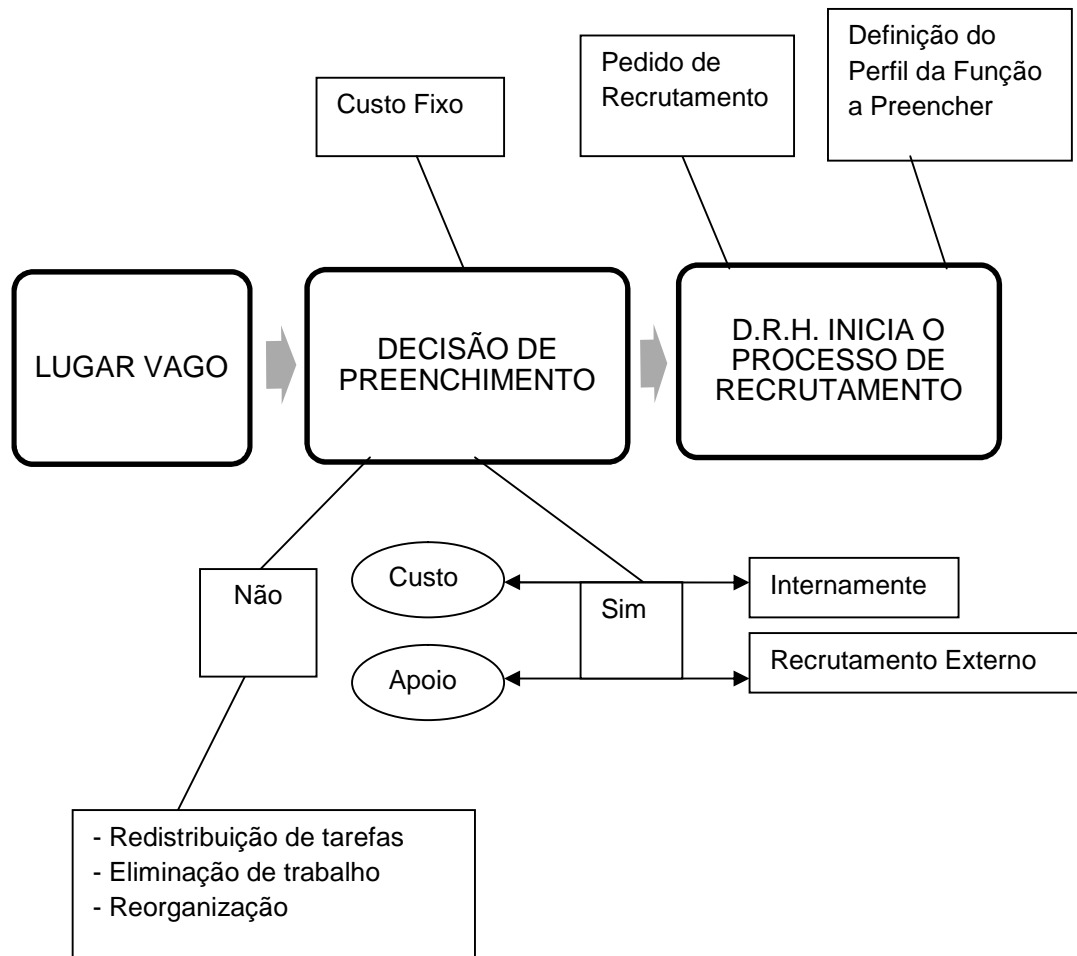 Custo Fixo
Pedido de
Recrutamento
Definição do
Perfil da Função
a Preencher
LUGAR VAGO
DECISÃO DE
PREENCHIMENTO
D.R.H. INICIA O
PROCESSO DE
RECRUTAMENTO
Não
Custo
Sim
Internamente
Apoio
Recrutamento Externo
- Redistribuição de tarefas
- Eliminação de trabalho
- Reorganização